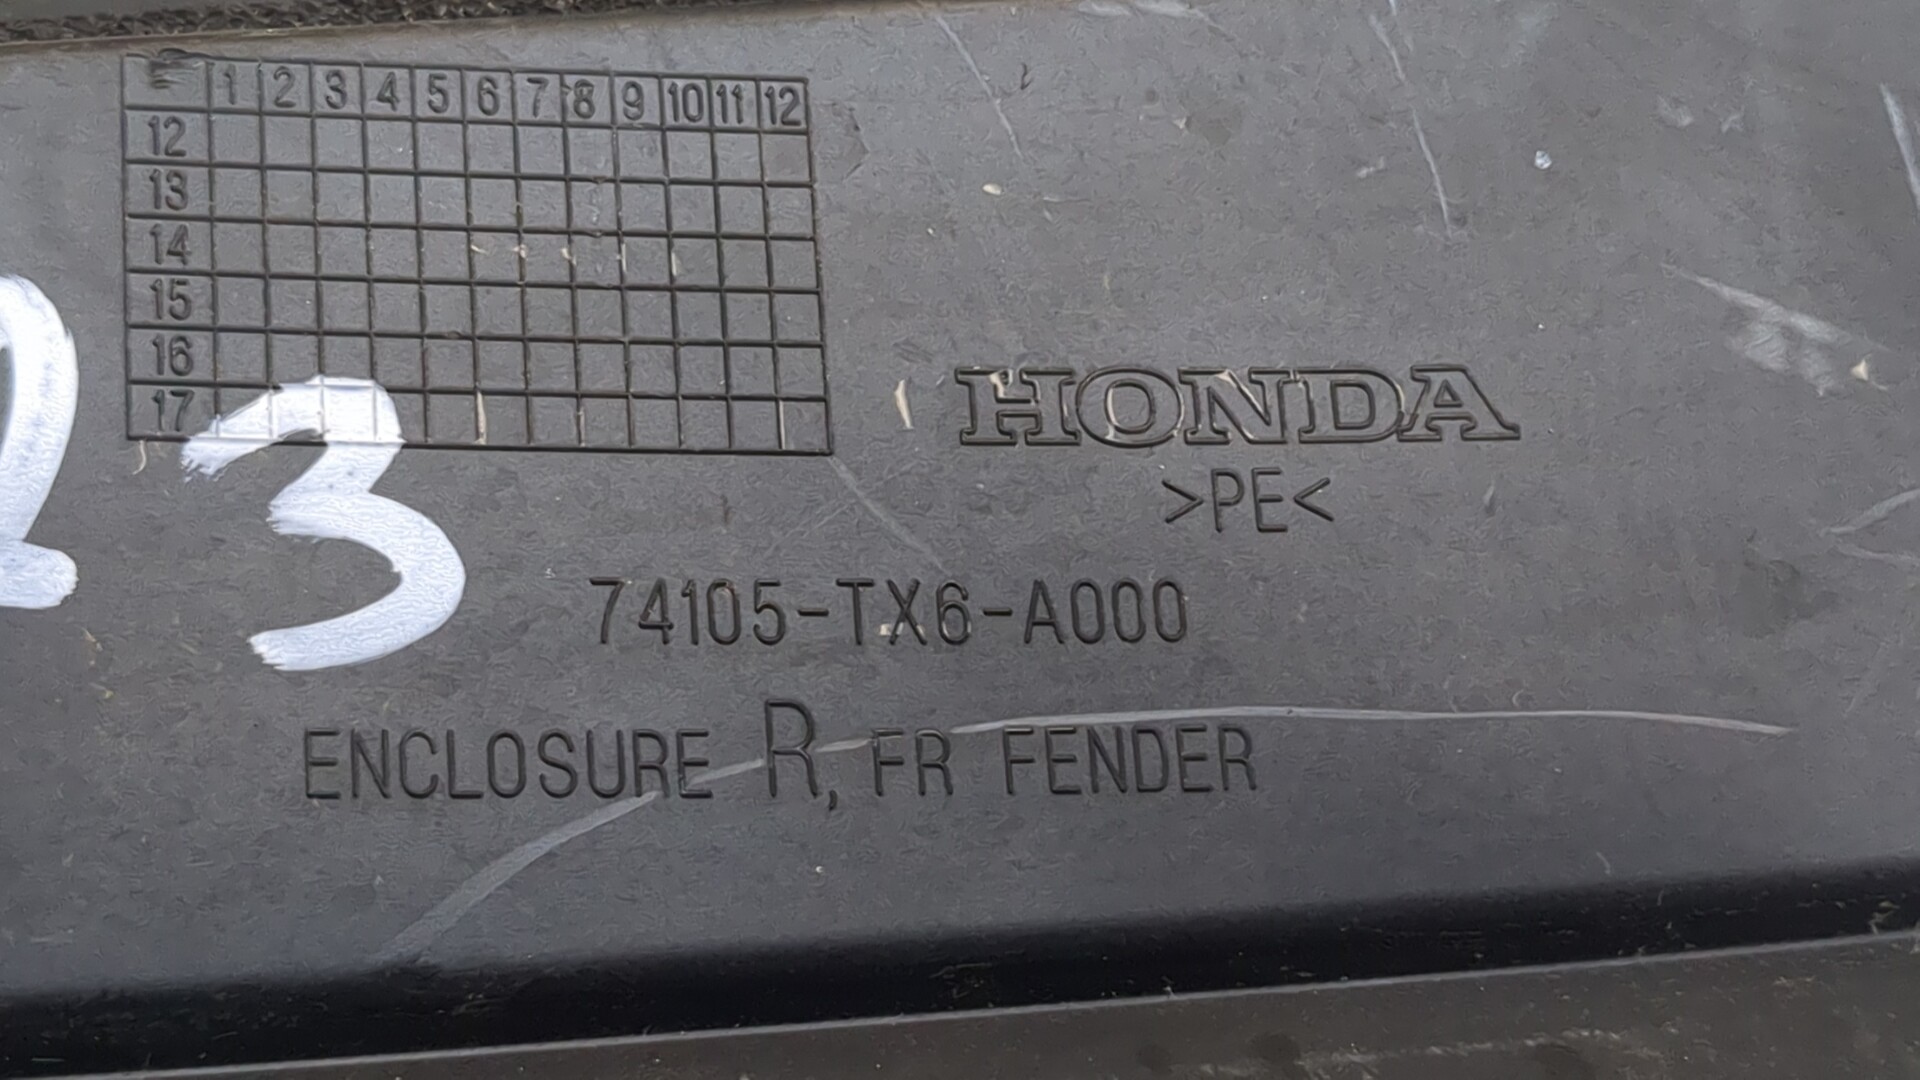 1 2 3 4 5 6 7 8 9 10 11 12
12
13
14
15
16
17
HONDA
>PE<
3
74105-TX6-A000
ENCLOSURE R, FR FENDER